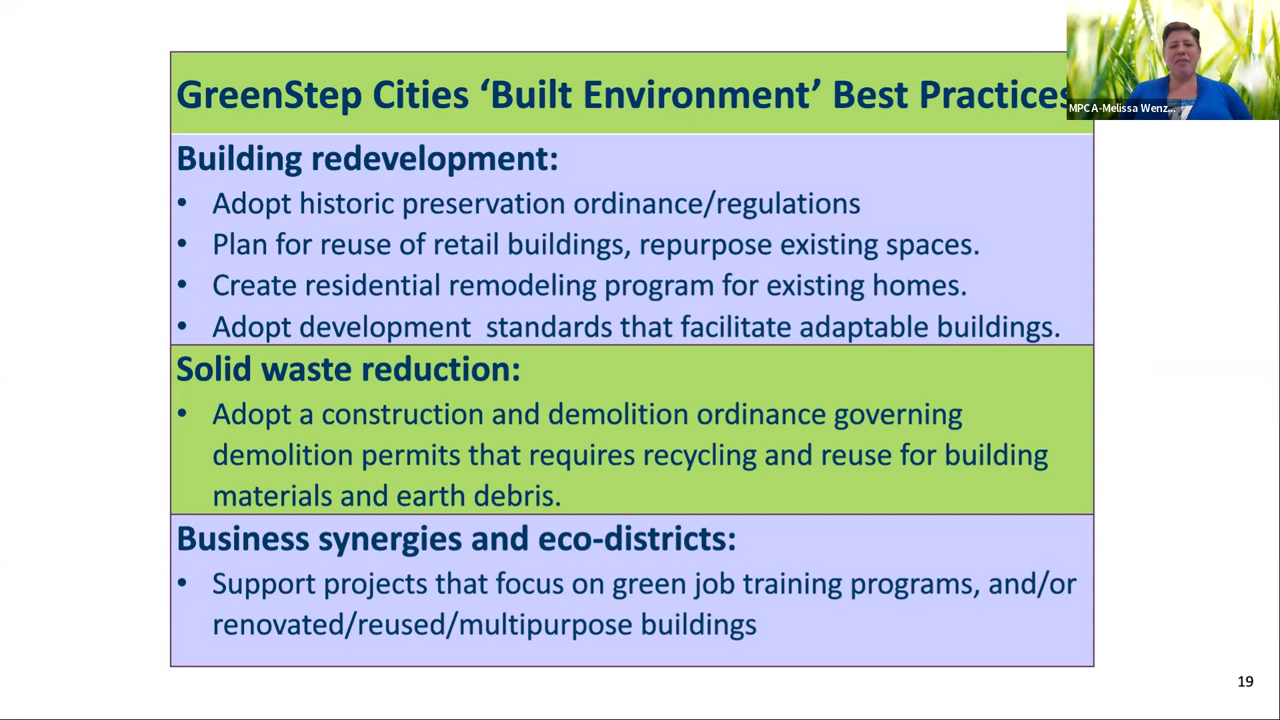 GreenStep Cities ‘Built Environment’ Best Practices
MPCA-Melissa Wenz...
Building redevelopment:
• Adopt historic preservation ordinance/regulations
• Plan for reuse of retail buildings, repurpose existing spaces.
• Create residential remodeling program for existing homes.
• Adopt development  standards that facilitate adaptable buildings.
Solid waste reduction:
• Adopt a construction and demolition ordinance governing
demolition permits that requires recycling and reuse for building
materials and earth debris.
Business synergies and eco-districts:
• Support projects that focus on green job training programs, and/or
renovated/reused/multipurpose buildings
19